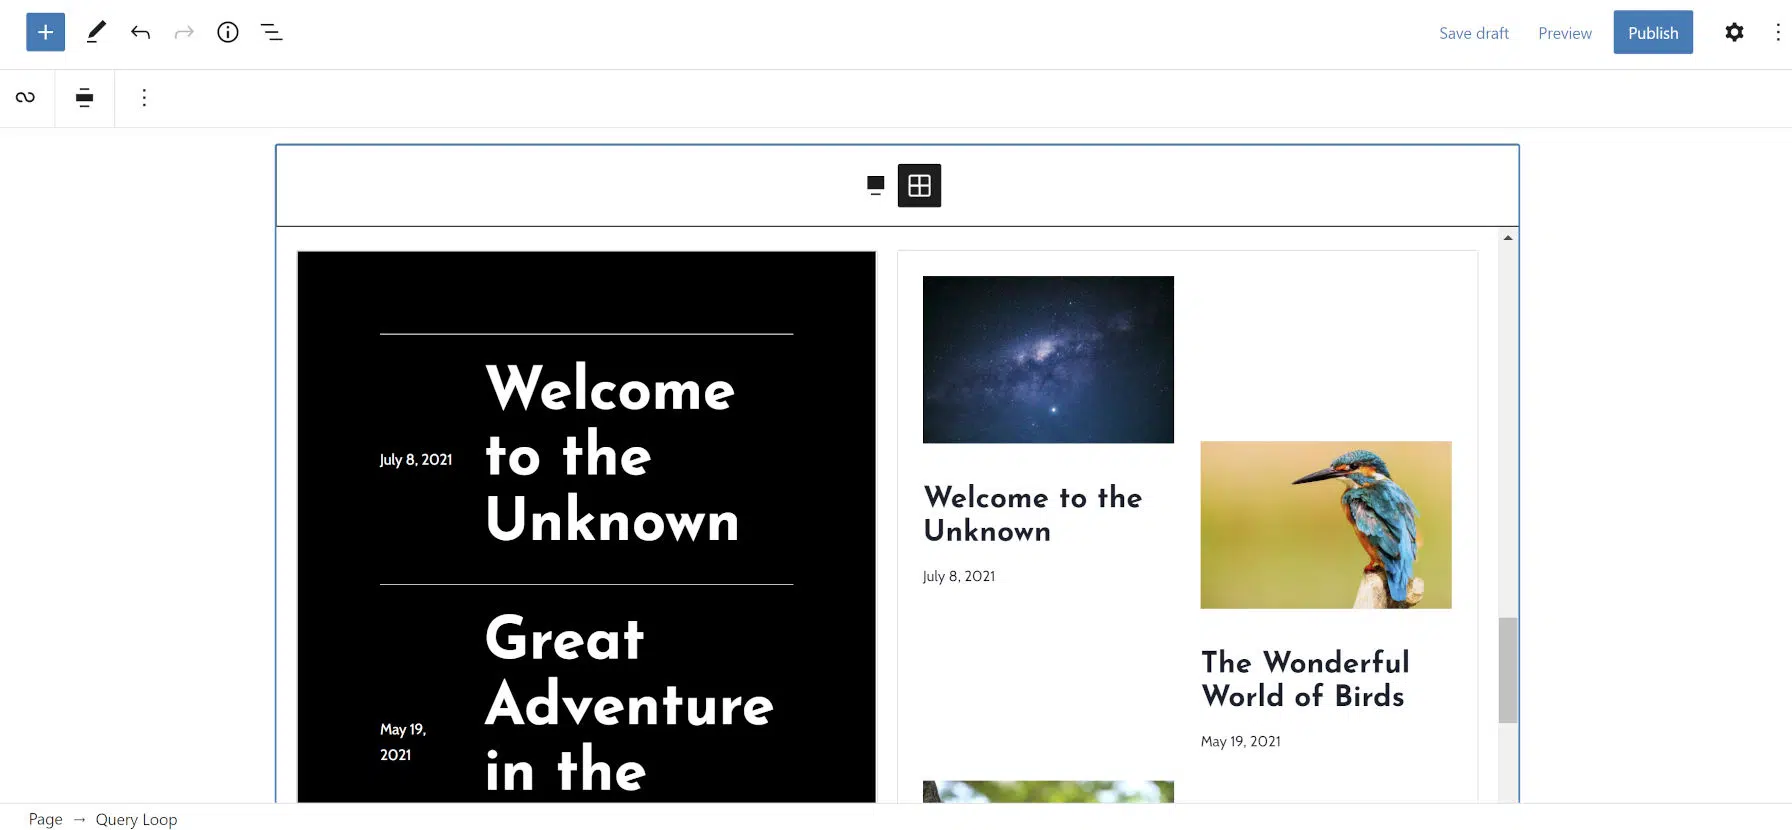 Save draft Preview Publish
Welcome
to the
Unknown
July 8, 2021
Great
Adventure
in the
May 19,
2021
Welcome to the
Unknown
July 8, 2021
The Wonderful
World of Birds
May 19, 2021
Page → Query Loop